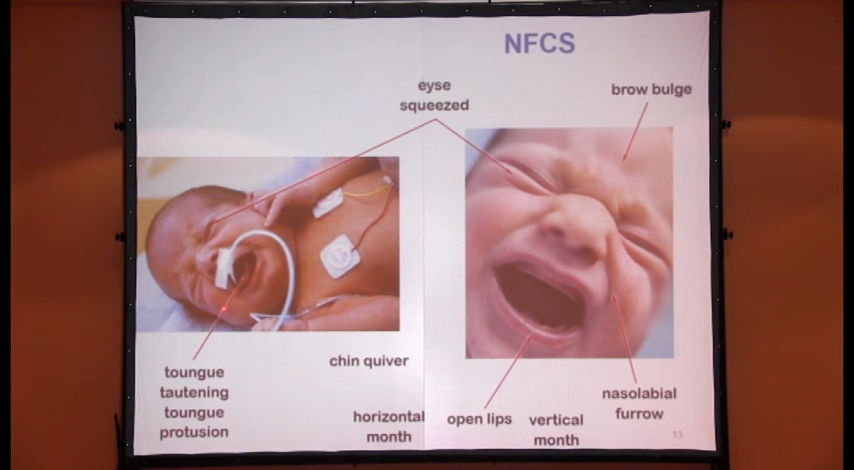 NFCS
eyse
squeezed
brow bulge
toungue
tautening
toungue
protusion
chin quiver
horizontal
month
open lips
vertical
month
nasolabial
furrow
13